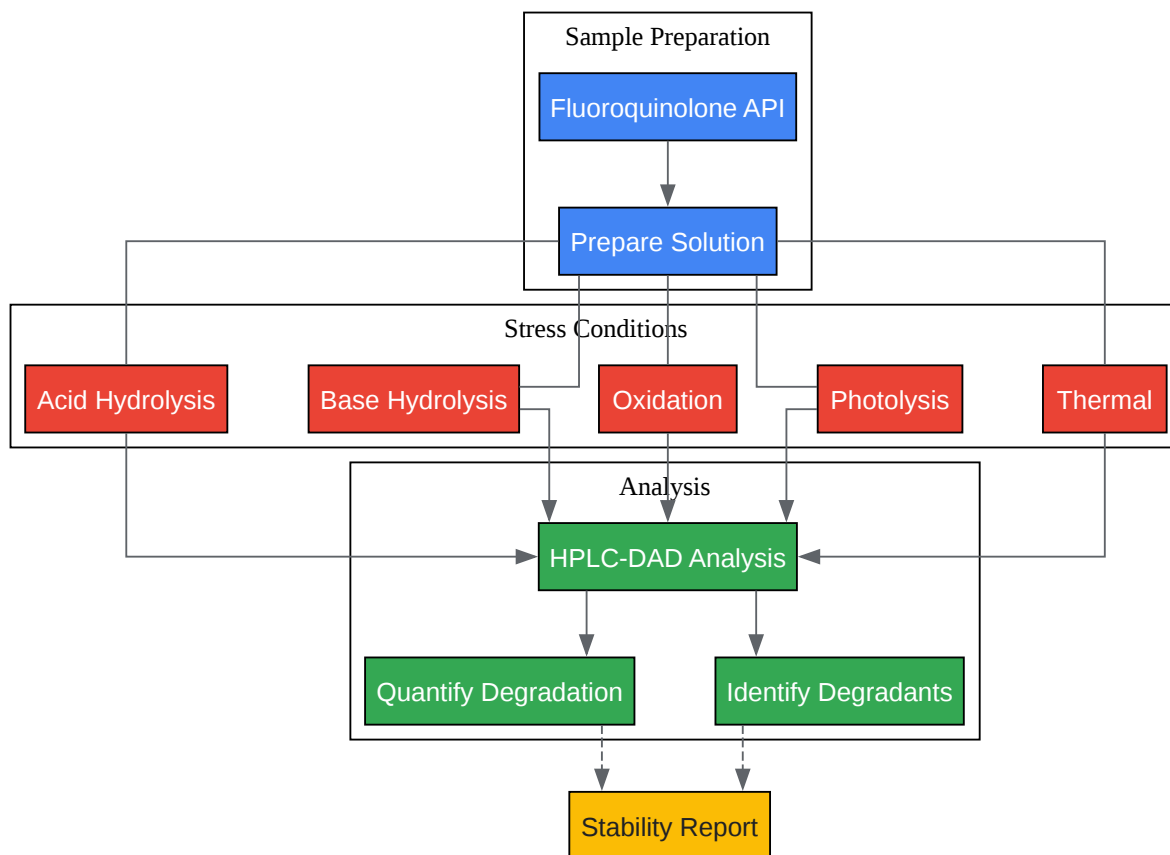 Sample Preparation
Fluoroquinolone API
Prepare Solution
Stress Conditions
Acid Hydrolysis
Base Hydrolysis
Oxidation
Photolysis
Thermal
Analysis
HPLC-DAD Analysis
Quantify Degradation
Identify Degradants
Stability Report